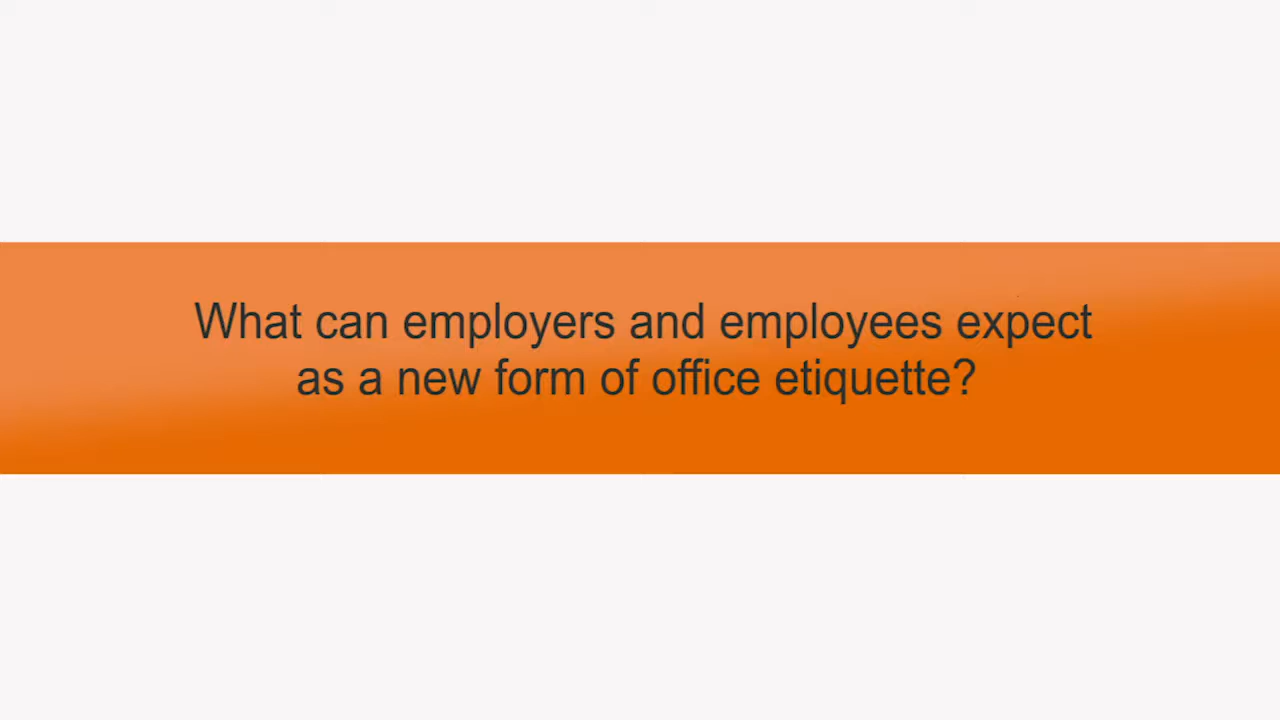 What can employers and employees expect
as a new form of office etiquette?